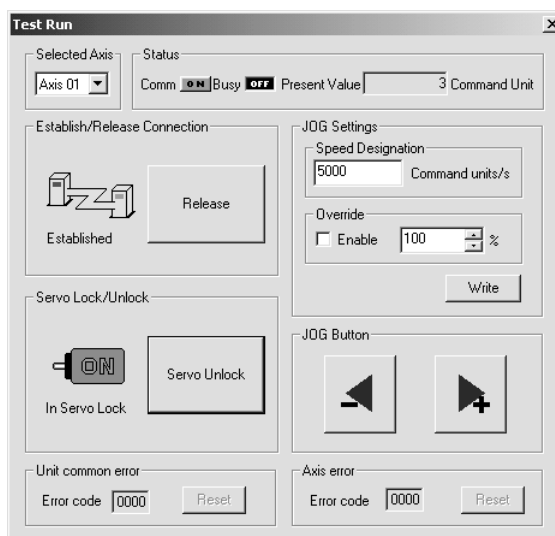 Test Run
Selected Axis
Axis 01
Status
Comm ON Busy OFF Present Value 3 Command Unit
Establish/Release Connection
Established
Release
JOG Settings
Speed Designation
5000 Command units/s
Override
Enable 100 %
Write
Servo Lock/Unlock
ON
In Servo Lock
Servo Unlock
JOG Button
-
+
Unit common error
Error code 0000 Reset
Axis error
Error code 0000 Reset